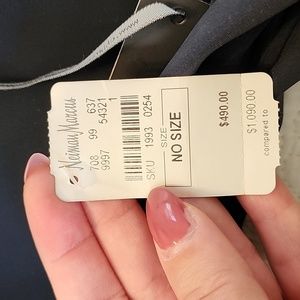 Neiman Marcus
708 99 637
9997 54321
1
SKU 1993 0254
SIZE
NO SIZE
$490.00
$1,090.00
compared to